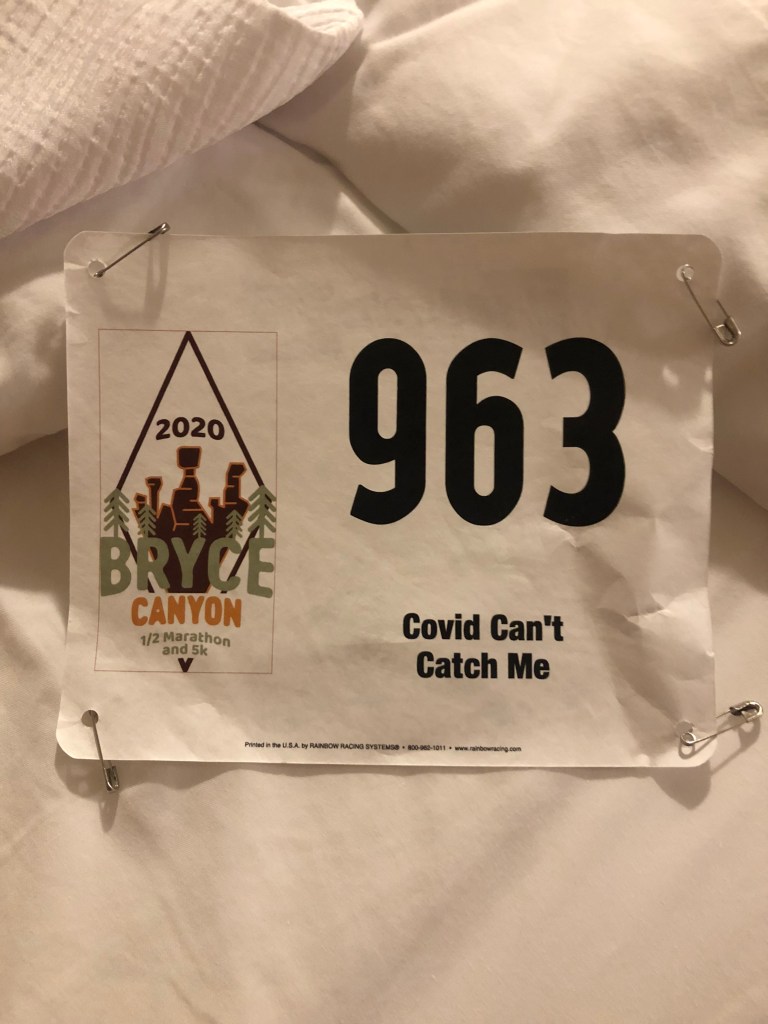 2020
BRYCE
CANYON
1/2 Marathon
and 5k
963
Covid Can't
Catch Me
Printed in the U.S.A. by RAINBOW RACING SYSTEMS® • 800-962-1011 • www.rainbowracing.com